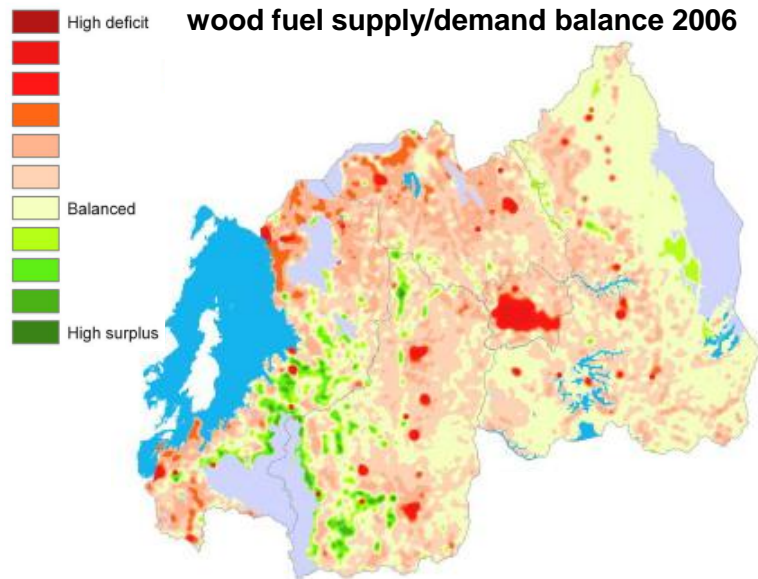 wood fuel supply/demand balance 2006
High deficit
Balanced
High surplus